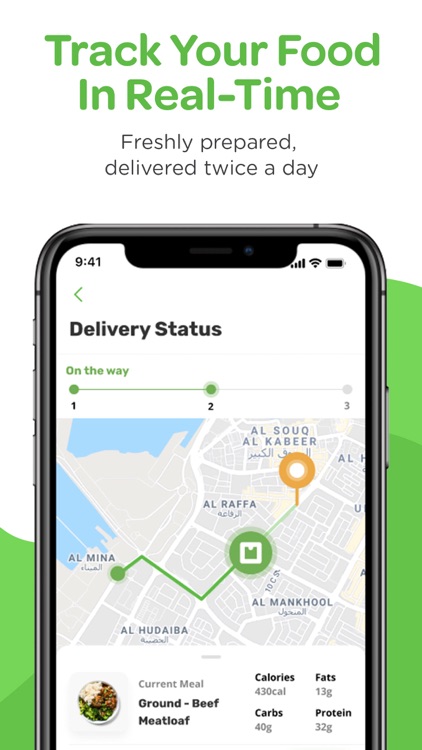 Track Your Food
In Real-Time
Freshly prepared,
delivered twice a day
9:41
Delivery Status
On the way
1
2
3
AL SOUQ
AL KABEER
السوق الكبير
AL H
AL RAFFA
الرفاعة
U
AL MINA
الميناء
10C St
AL MANKHOOL
المنخول
AL HUDAIBA
الحضيبة
Current Meal
Ground - Beef
Meatloaf
Calories
430cal
Fats
13g
Carbs
40g
Protein
32g